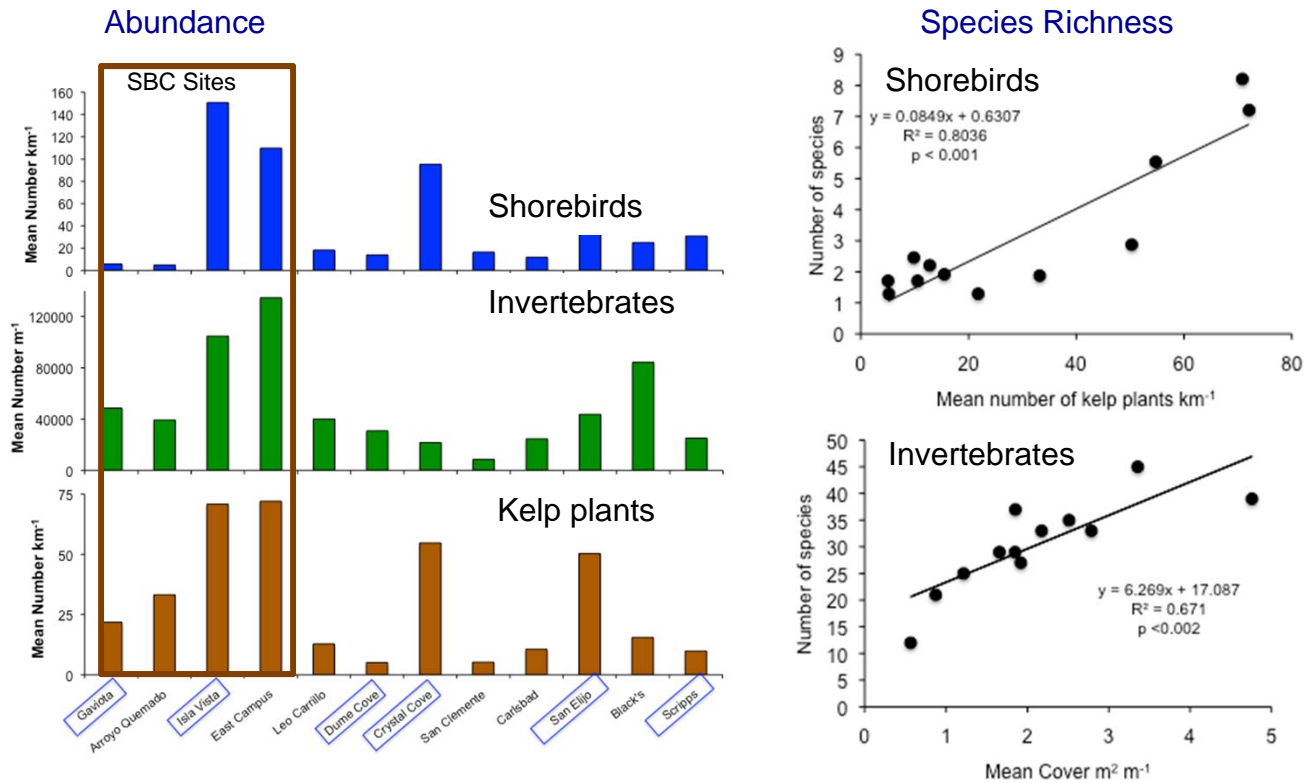 Abundance
SBC Sites
Mean Number km⁻¹
160
140
120
100
80
60
40
20
0
Shorebirds
Mean Number m⁻¹
120000
80000
40000
0
Invertebrates
Mean Number km⁻¹
75
50
25
0
Kelp plants
Gaviota
Arroyo Quemado
Isla Vista
East Campus
Leo Carrillo
Dume Cove
Crystal Cove
San Clemente
Carlsbad
San Elijo
Black's
Scripps
Species Richness
Shorebirds
y = 0.0849x + 0.6307
R² = 0.8036
p < 0.001
Number of species
9
8
7
6
5
4
3
2
1
0
0 20 40 60 80
Mean number of kelp plants km⁻¹
Invertebrates
Number of species
50
45
40
35
30
25
20
15
10
5
0
y = 6.269x + 17.087
R² = 0.671
p <0.002
0 1 2 3 4 5
Mean Cover m² m⁻¹